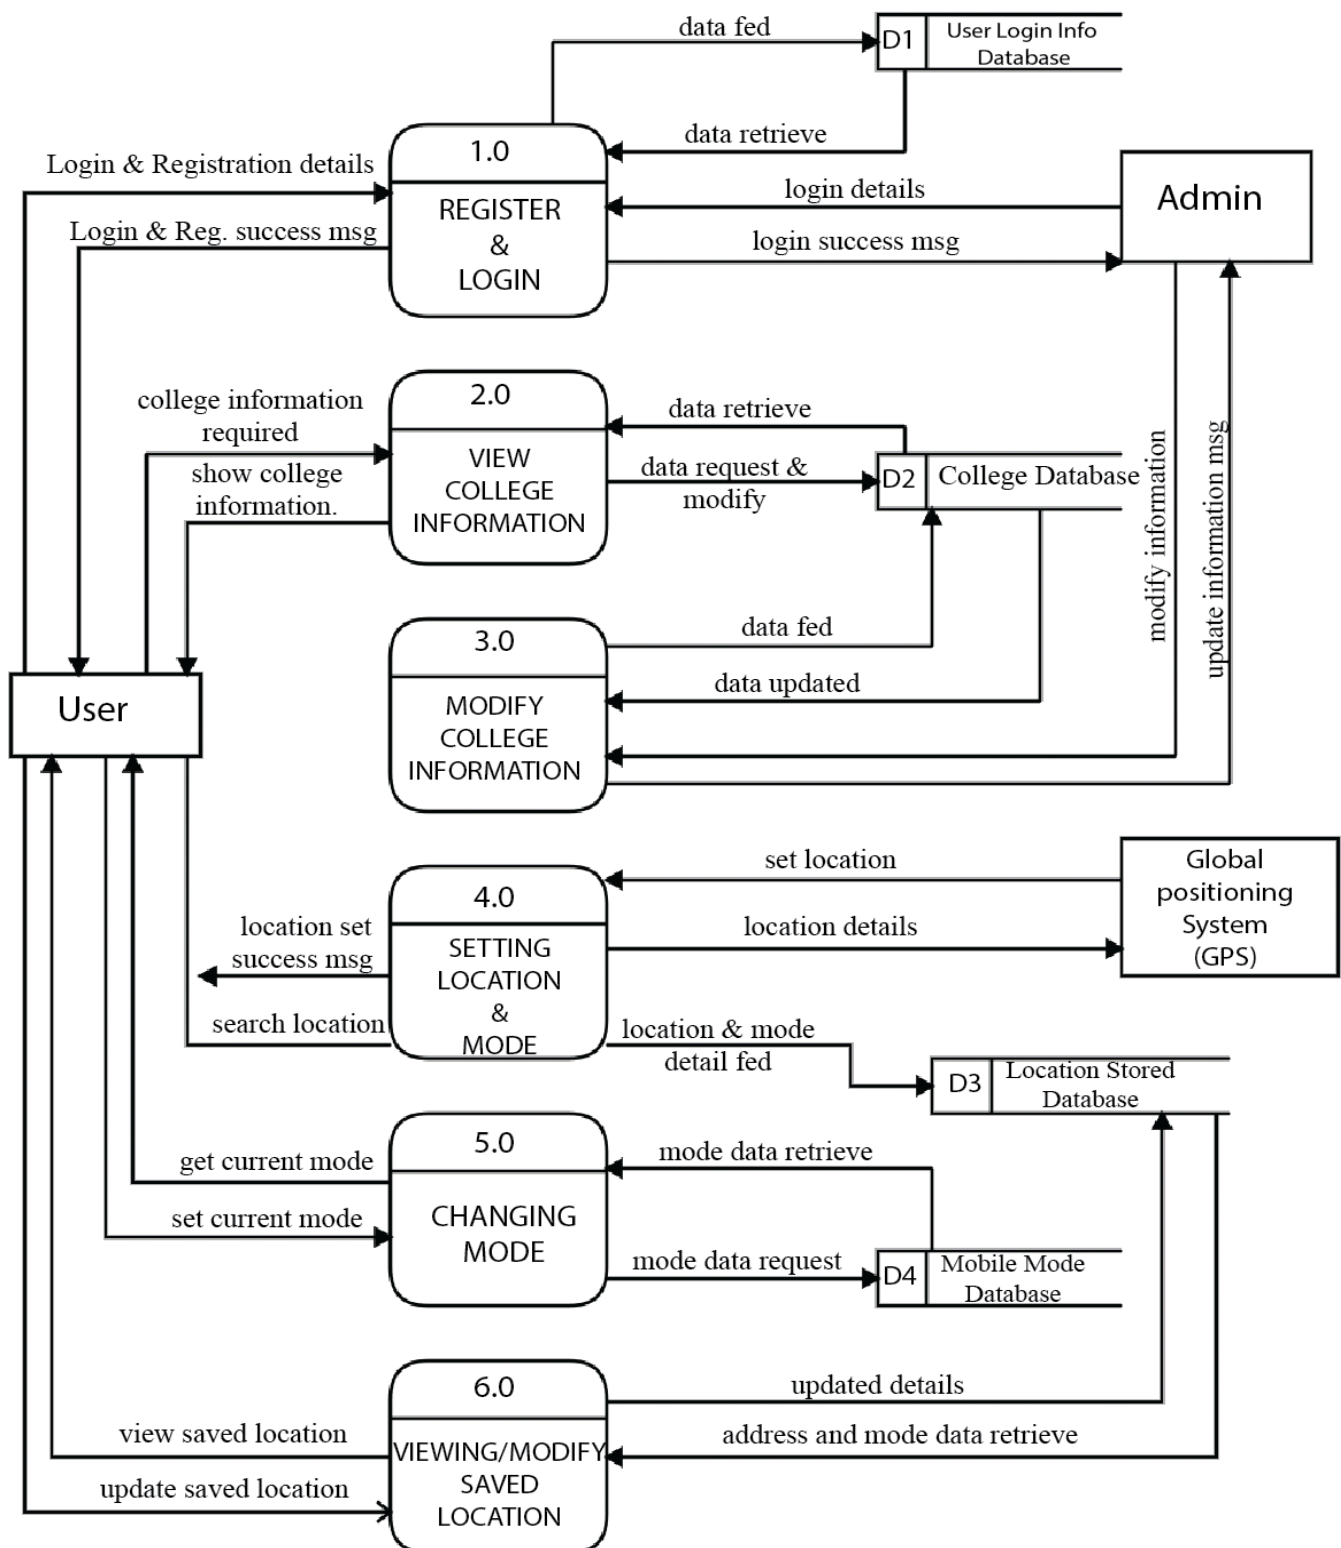 data fed
D1
User Login Info
Database
data retrieve
1.0
REGISTER
&
LOGIN
Login & Registration details
Login & Reg. success msg
login details
login success msg
Admin
2.0
VIEW
COLLEGE
INFORMATION
college information
required
show college
information.
data retrieve
data request &
modify
D2
College Database
modify information
update information msg
3.0
MODIFY
COLLEGE
INFORMATION
data fed
data updated
User
4.0
SETTING
LOCATION
&
MODE
set location
location details
Global
positioning
System
(GPS)
location set
success msg
search location
location & mode
detail fed
D3
Location Stored
Database
5.0
CHANGING
MODE
get current mode
set current mode
mode data retrieve
mode data request
D4
Mobile Mode
Database
6.0
VIEWING/MODIFY
SAVED
LOCATION
updated details
address and mode data retrieve
view saved location
update saved location